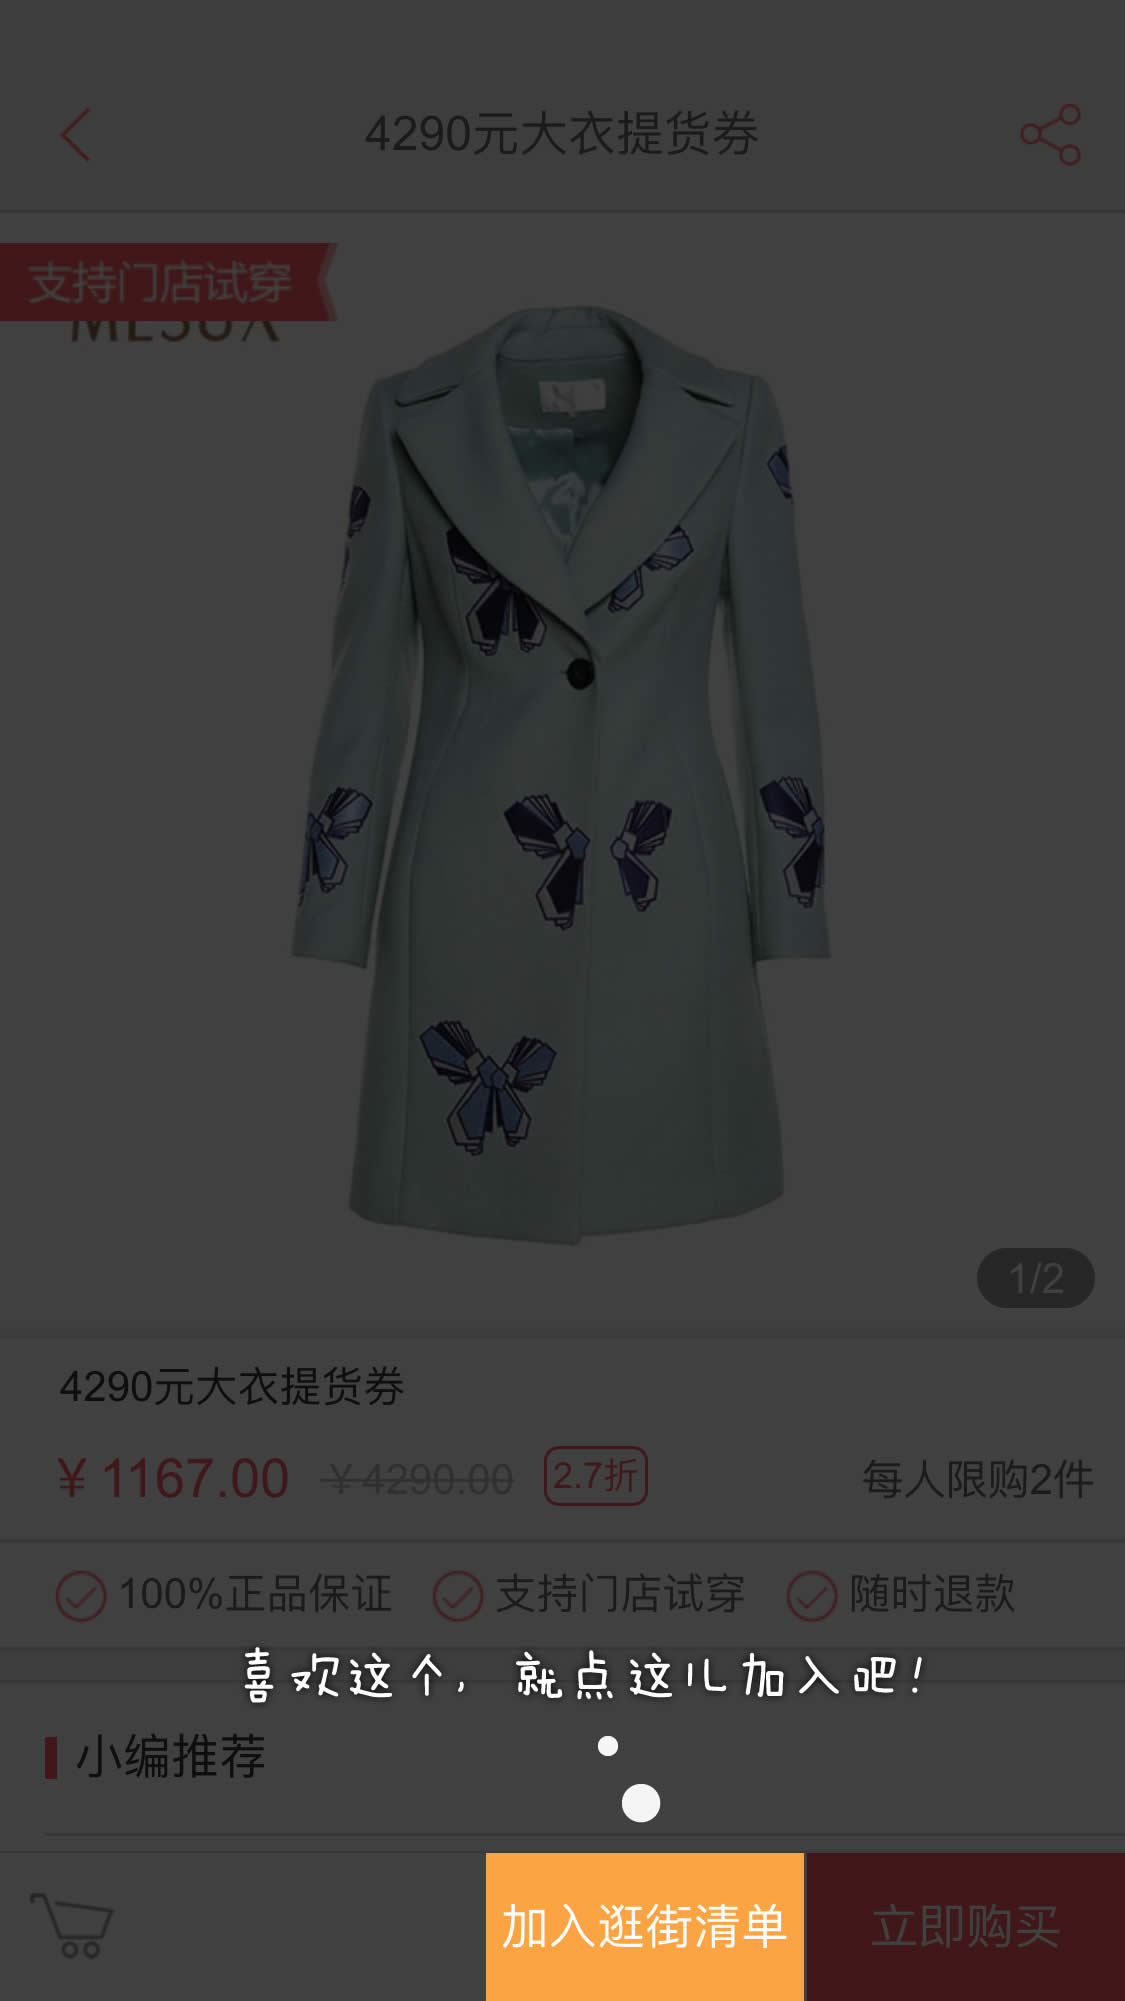 4290元大衣提货券
支持门店试穿
1/2
4290元大衣提货券
¥1167.00 ¥4290.00 2.7折 每人限购2件
100%正品保证 支持门店试穿 随时退款
喜欢这个, 就点这儿加入吧!
小编推荐
加入逛街清单 立即购买